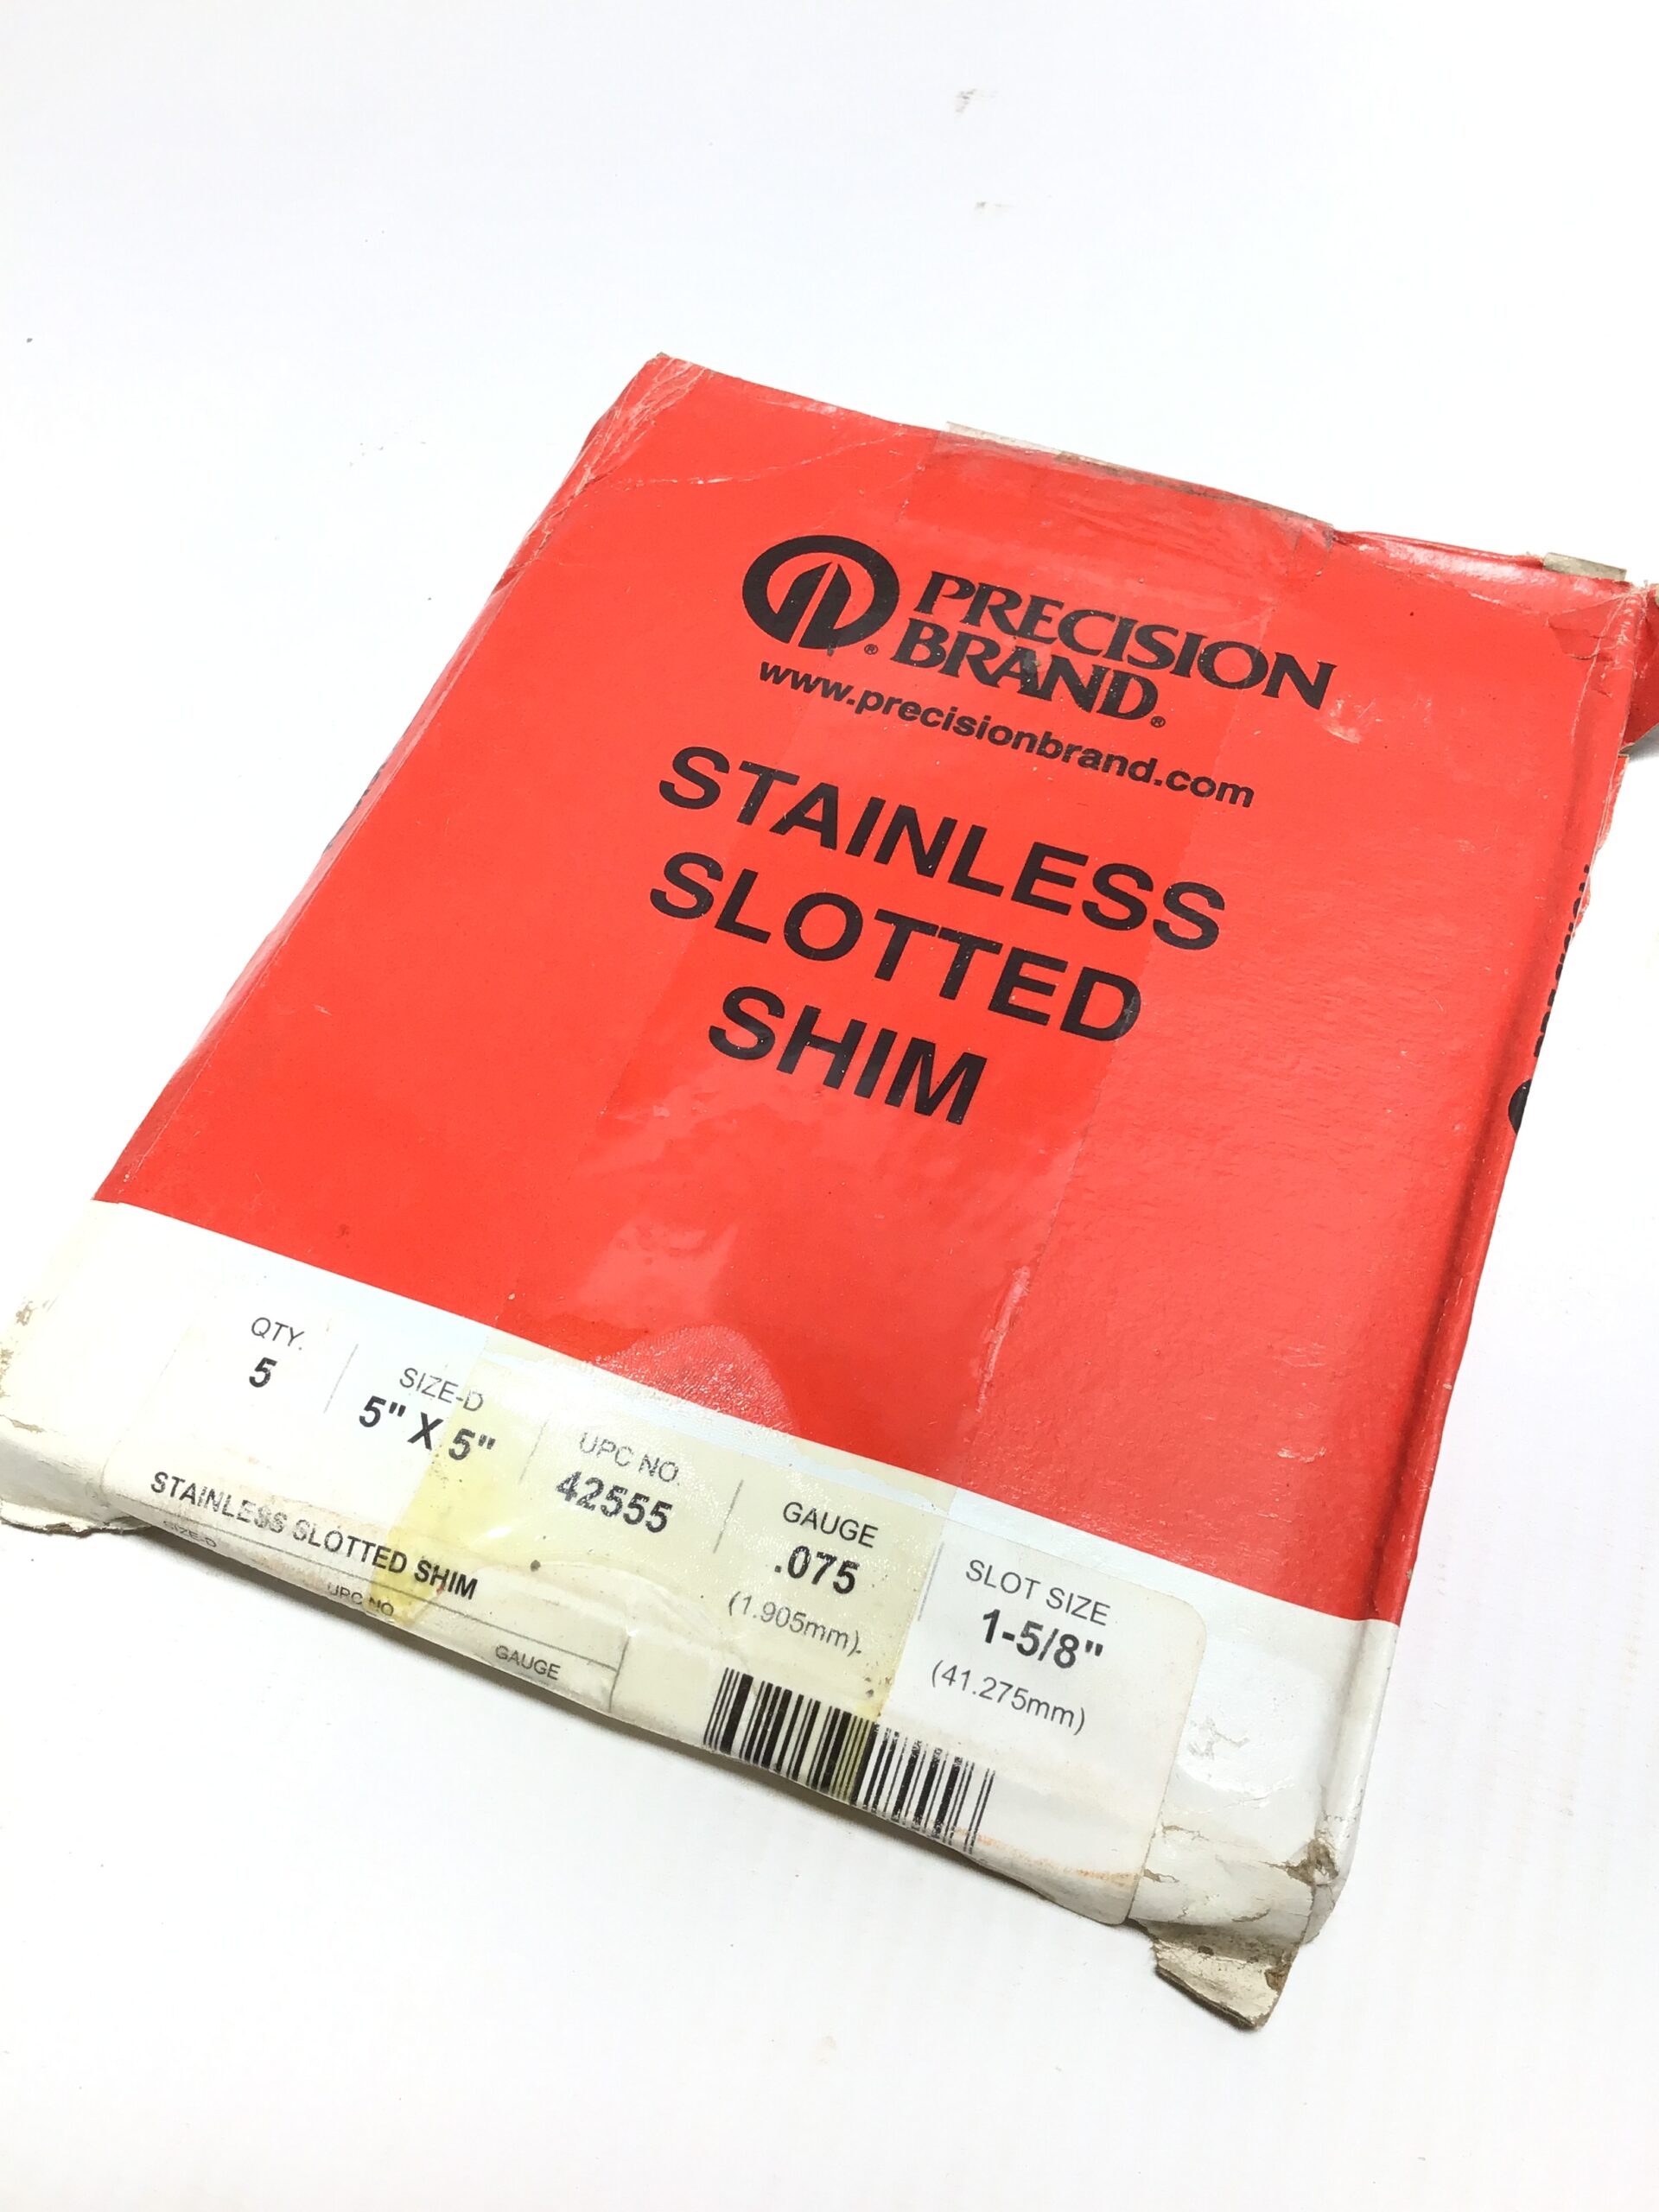 PRECISION
BRAND®
www.precisionbrand.com
STAINLESS
SLOTTED
SHIM
QTY.
5
SIZE-D
5" X 5"
UPC NO.
42555
GAUGE
.075
(1.905mm)
SLOT SIZE
1-5/8"
(41.275mm)
STAINLESS SLOTTED SHIM
SIZE-D
UPC NO.
GAUGE